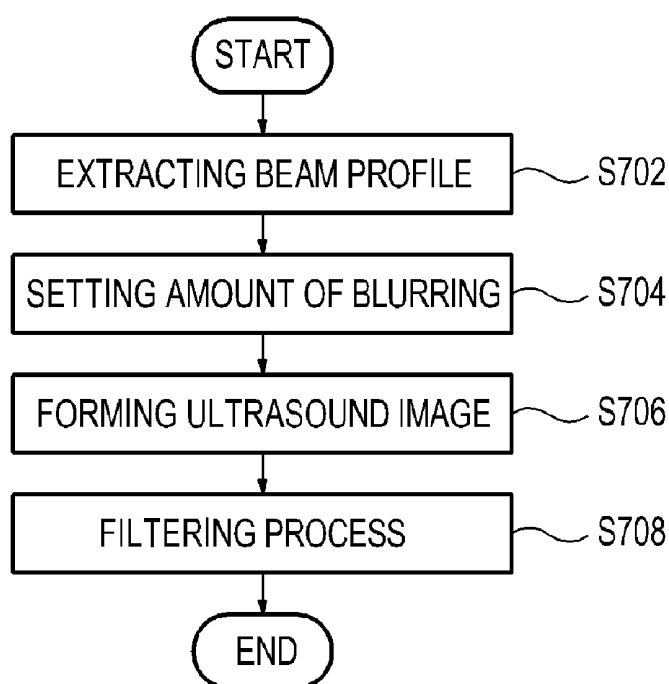 START
EXTRACTING BEAM PROFILE S702
SETTING AMOUNT OF BLURRING S704
FORMING ULTRASOUND IMAGE S706
FILTERING PROCESS S708
END